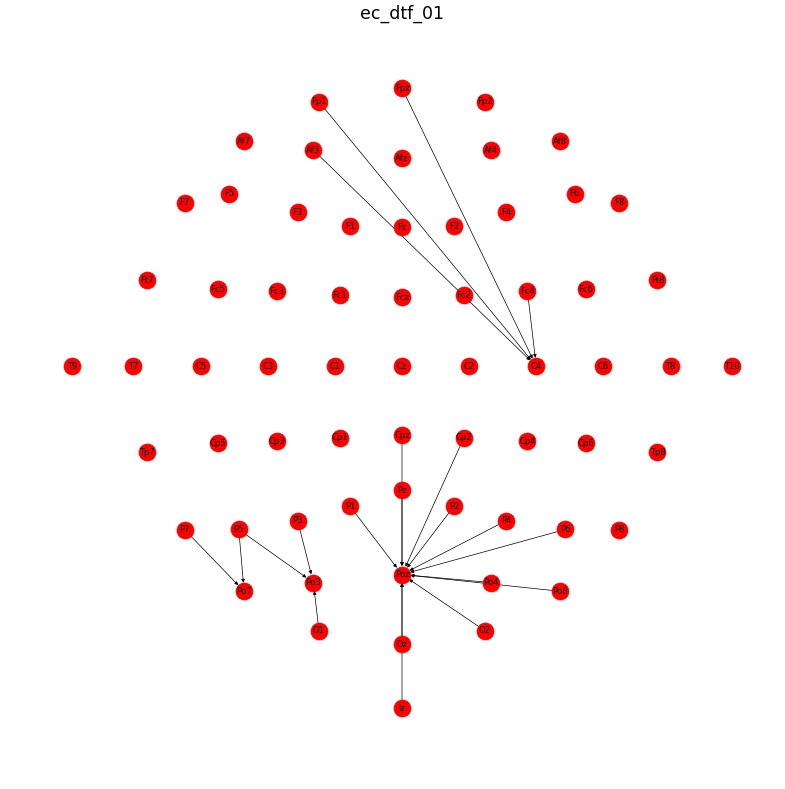 ec_dtf_01
Fp1 Fpz Fp2
Af7 Af3 Afz Af4 Af8
F7 F5 F3 F1 Fz F2 F4 F6 F8
Ft7 Fc5 Fc3 Fc1 Fcz Fc2 Fc4 Fc6 Ft8
T9 T7 C5 C3 C1 Cz C2 C4 C6 T8 T10
Tp7 Cp5 Cp3 Cp1 Cpz Cp2 Cp4 Cp6 Tp8
P7 P5 P3 P1 Pz P2 P4 P6 P8
Po7 Po3 Poz Po4 Po8
O1 Oz O2
Iz